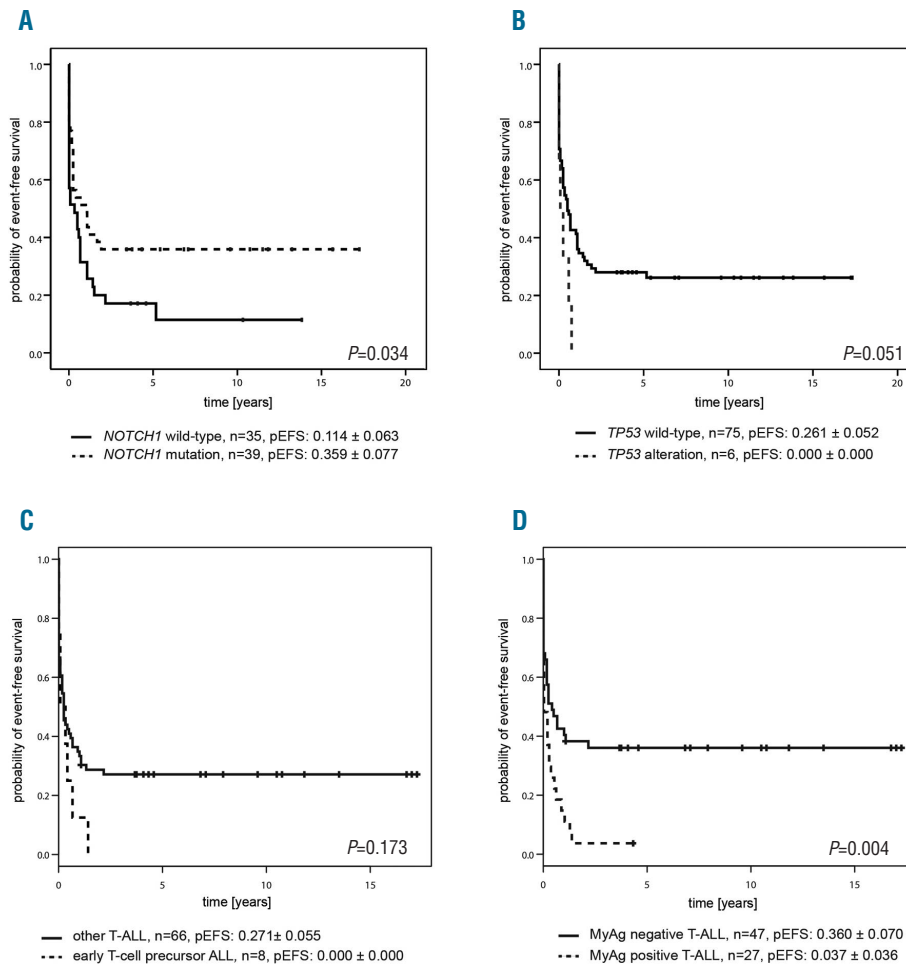 A
B
probability of event-free survival
1.0
0.8
0.6
0.4
0.2
0.0
P=0.034
0 5 10 15 20
time [years]
NOTCH1 wild-type, n=35, pEFS: 0.114 ± 0.063
NOTCH1 mutation, n=39, pEFS: 0.359 ± 0.077
probability of event-free survival
1.0
0.8
0.6
0.4
0.2
0.0
P=0.051
0 5 10 15 20
time [years]
TP53 wild-type, n=75, pEFS: 0.261 ± 0.052
TP53 alteration, n=6, pEFS: 0.000 ± 0.000
C
D
probability of event-free survival
1.0
0.8
0.6
0.4
0.2
0.0
P=0.173
0 5 10 15
time [years]
other T-ALL, n=66, pEFS: 0.271± 0.055
early T-cell precursor ALL, n=8, pEFS: 0.000 ± 0.000
probability of event-free survival
1.0
0.8
0.6
0.4
0.2
0.0
P=0.004
0 5 10 15
time [years]
MyAg negative T-ALL, n=47, pEFS: 0.360 ± 0.070
MyAg positive T-ALL, n=27, pEFS: 0.037 ± 0.036